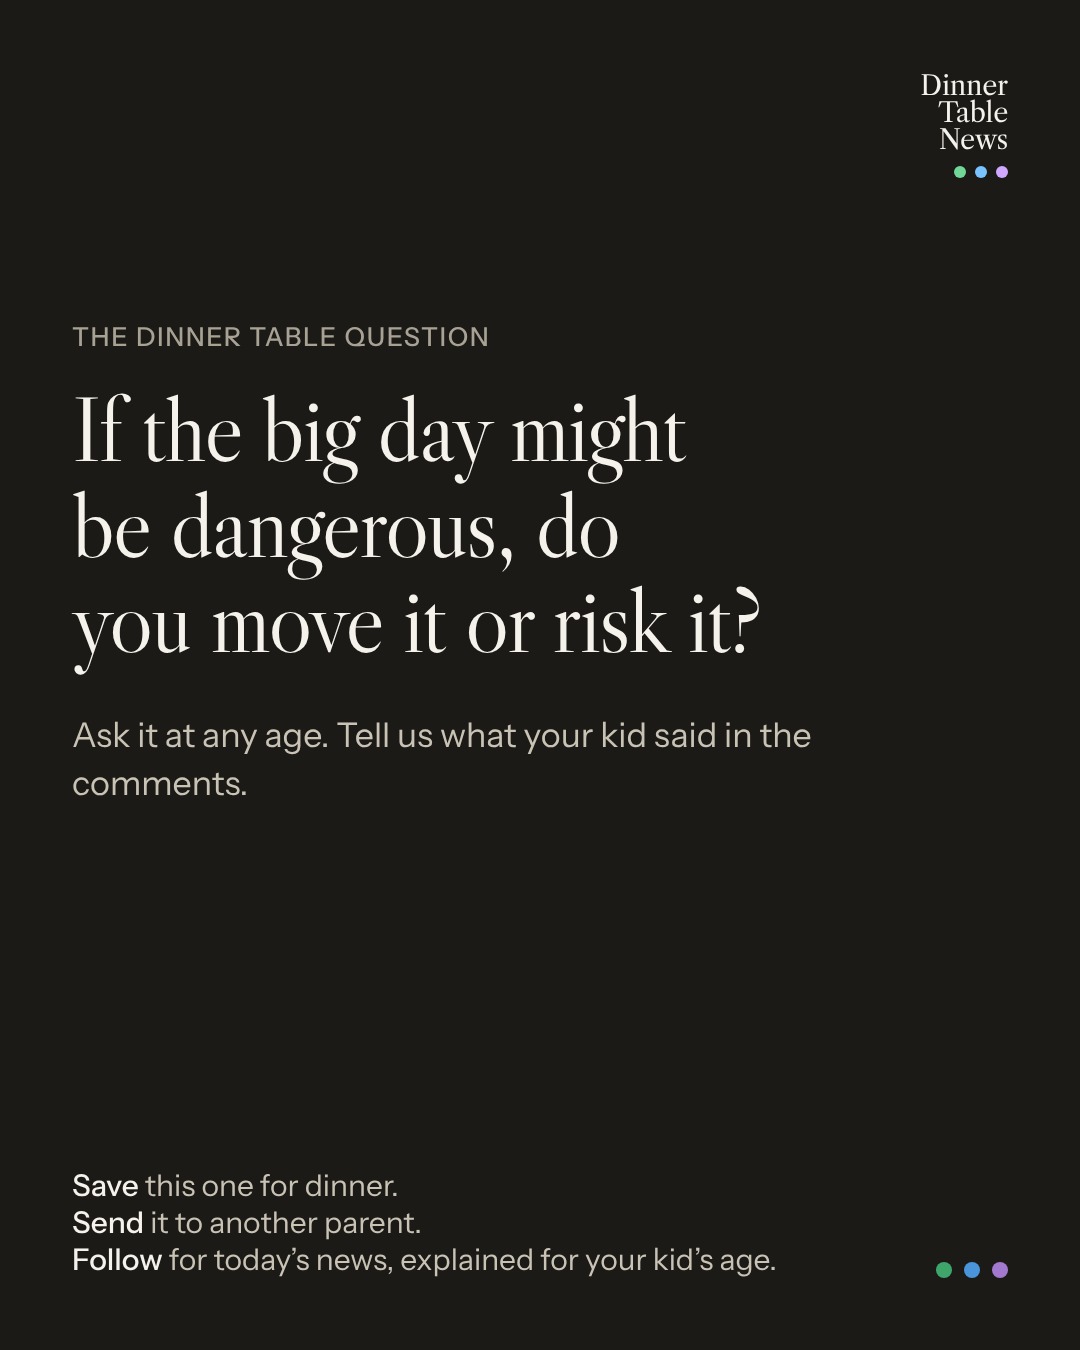 Dinner
Table
News
THE DINNER TABLE QUESTION
If the big day might
be dangerous, do
you move it or risk it?
Ask it at any age. Tell us what your kid said in the
comments.
Save this one for dinner.
Send it to another parent.
Follow for today’s news, explained for your kid’s age.